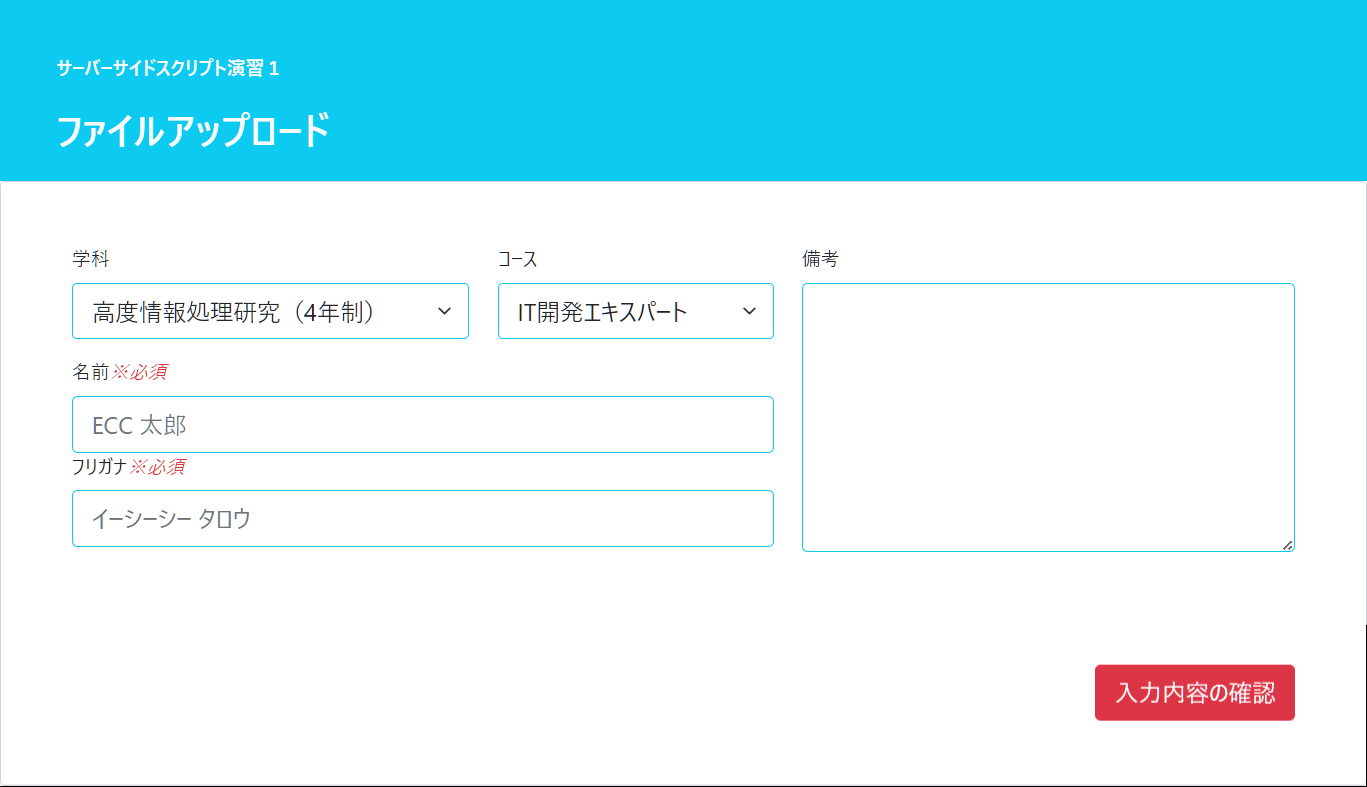 サーバーサイドスクリプト演習1
ファイルアップロード
学科
高度情報処理研究（4年制）
コース
IT開発エキスパート
名前※必須
ECC 太郎
フリガナ※必須
イーシーシー タロウ
備考
入力内容の確認